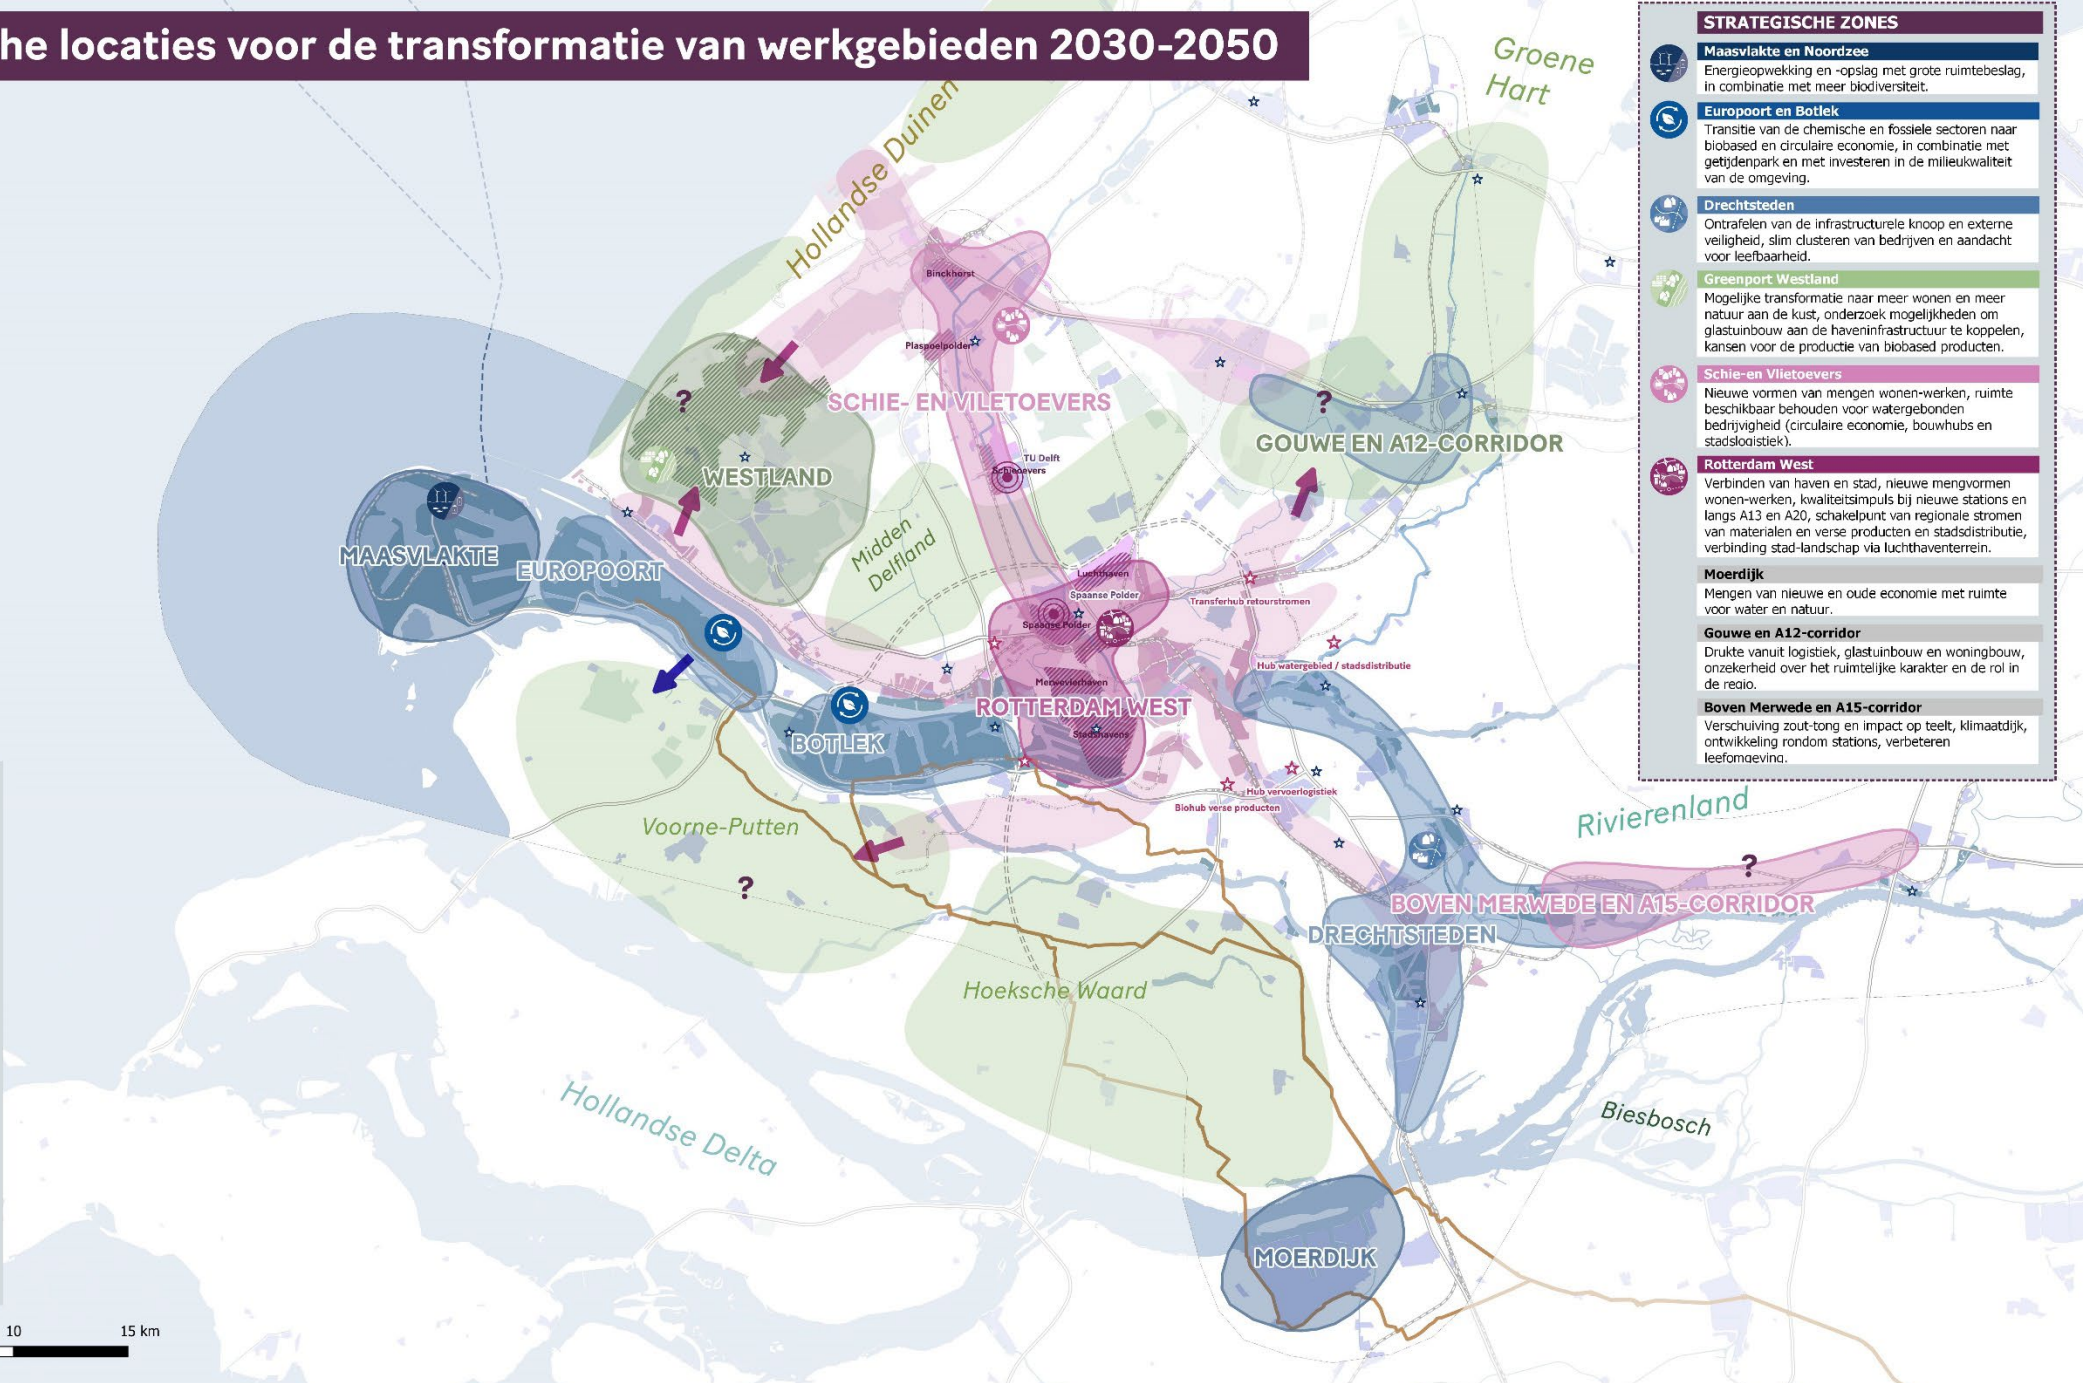 he locaties voor de transformatie van werkgebieden 2030-2050
Groene
Hart
Hollandse Duinen
Binckhorst
Plaspoelpolder
SCHIE- EN VILETOEVERS
?
?
GOUWE EN A12-CORRIDOR
WESTLAND
TU Delft
Schieoevers
Midden
Delfland
MAASVLAKTE
EUROPOORT
Luchthaven
Spaanse Polder
Spaanse Polder
Transferhub retourstromen
Hub watergebied / stadsdistributie
Merwevierhaven
ROTTERDAM WEST
Stadshavens
BOTLEK
Hub vervoerlogistiek
Biohub verse producten
Voorne-Putten
?
Rivierenland
?
BOVEN MERWEDE EN A15-CORRIDOR
DRECHTSTEDEN
Hoeksche Waard
Hollandse Delta
Biesbosch
MOERDIJK
10 15 km
STRATEGISCHE ZONES
Maasvlakte en Noordzee
Energieopwekking en -opslag met grote ruimtebeslag,
in combinatie met meer biodiversiteit.
Europoort en Botlek
Transitie van de chemische en fossiele sectoren naar
biobased en circulaire economie, in combinatie met
getijdenpark en met investeren in de milieukwaliteit
van de omgeving.
Drechtsteden
Ontrafelen van de infrastructurele knoop en externe
veiligheid, slim clusteren van bedrijven en aandacht
voor leefbaarheid.
Greenport Westland
Mogelijke transformatie naar meer wonen en meer
natuur aan de kust, onderzoek mogelijkheden om
glastuinbouw aan de haveninfrastructuur te koppelen,
kansen voor de productie van biobased producten.
Schie-en Vlietoevers
Nieuwe vormen van mengen wonen-werken, ruimte
beschikbaar behouden voor watergebonden
bedrijvigheid (circulaire economie, bouwhubs en
stadslogistiek).
Rotterdam West
Verbinden van haven en stad, nieuwe mengvormen
wonen-werken, kwaliteitsimpuls bij nieuwe stations en
langs A13 en A20, schakelpunt van regionale stromen
van materialen en verse producten en stadsdistributie,
verbinding stad-landschap via luchthaventerrein.
Moerdijk
Mengen van nieuwe en oude economie met ruimte
voor water en natuur.
Gouwe en A12-corridor
Drukte vanuit logistiek, glastuinbouw en woningbouw,
onzekerheid over het ruimtelijke karakter en de rol in
de regio.
Boven Merwede en A15-corridor
Verschuiving zout-tong en impact op teelt, klimaatdijk,
ontwikkeling rondom stations, verbeteren
leefomgeving.